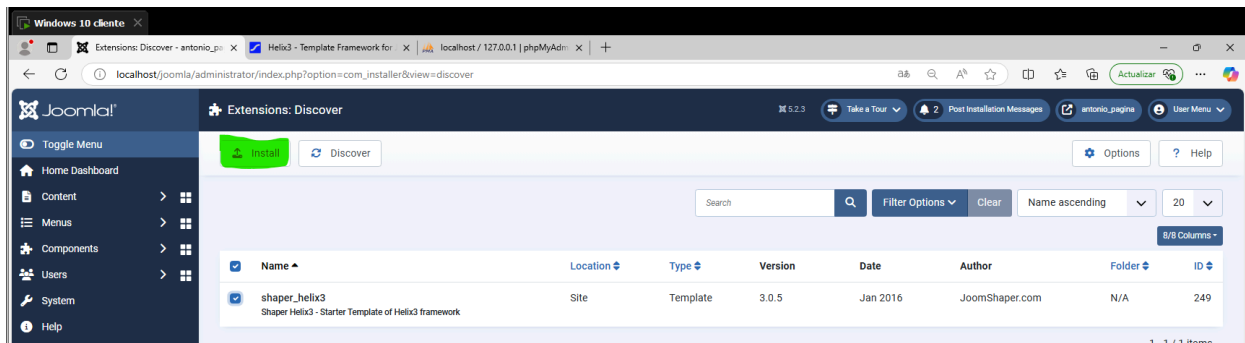 Windows 10 cliente
Extensions: Discover - antonio_pa
Helix3 - Template Framework for
localhost / 127.0.0.1 | phpMyAdm
localhost/joomla/administrator/index.php?option=com_installer&view=discover
Actualizar
Joomla!
Extensions: Discover
5.2.3
Take a Tour
2 Post Installation Messages
antonio_pagina
User Menu
Toggle Menu
Install
Discover
Options
? Help
Home Dashboard
Content
Search
Filter Options
Clear
Name ascending
20
Menus
8/8 Columns
Components
Name
Location
Type
Version
Date
Author
Folder
ID
Users
System
shaper_helix3
Site
Template
3.0.5
Jan 2016
JoomShaper.com
N/A
249
Shaper Helix3 - Starter Template of Helix3 framework
Help
1 - 1 / 1 items